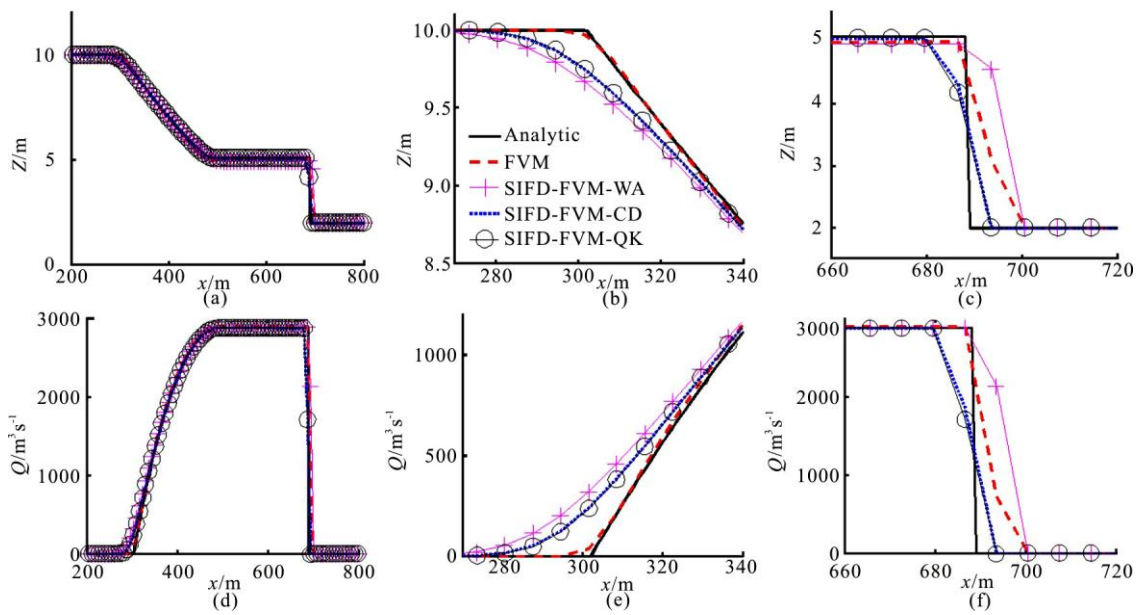 10
5
0
Z/m
200 400 600 800
x/m
(a)
10.0
9.5
9.0
8.5
Z/m
Analytic
FVM
SIFD-FVM-WA
SIFD-FVM-CD
SIFD-FVM-QK
280 300 320 340
x/m
(b)
5
4
3
2
Z/m
660 680 700 720
x/m
(c)
3000
2000
1000
0
Q/m³ s⁻¹
200 400 600 800
x/m
(d)
1000
500
0
Q/m³ s⁻¹
280 300 320 340
x/m
(e)
3000
2000
1000
0
Q/m³ s⁻¹
660 680 700 720
x/m
(f)